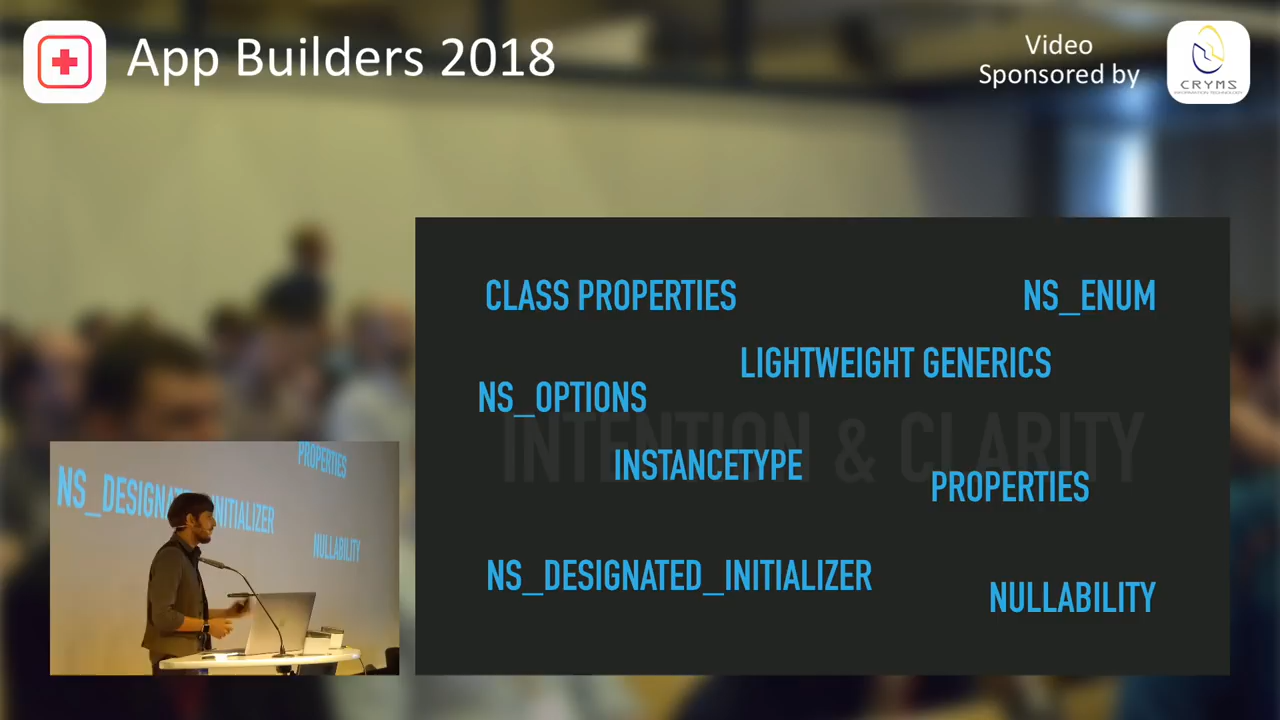 App Builders 2018
Video
Sponsored by
CRYMS
CLASS PROPERTIES
NS_ENUM
LIGHTWEIGHT GENERICS
NS_OPTIONS
INTENTION & CLARITY
INSTANCETYPE
PROPERTIES
NS_DESIGNATED_INITIALIZER
NULLABILITY
PROPERTIES
NS_DESIGNATED_INITIALIZER
NULLABILITY